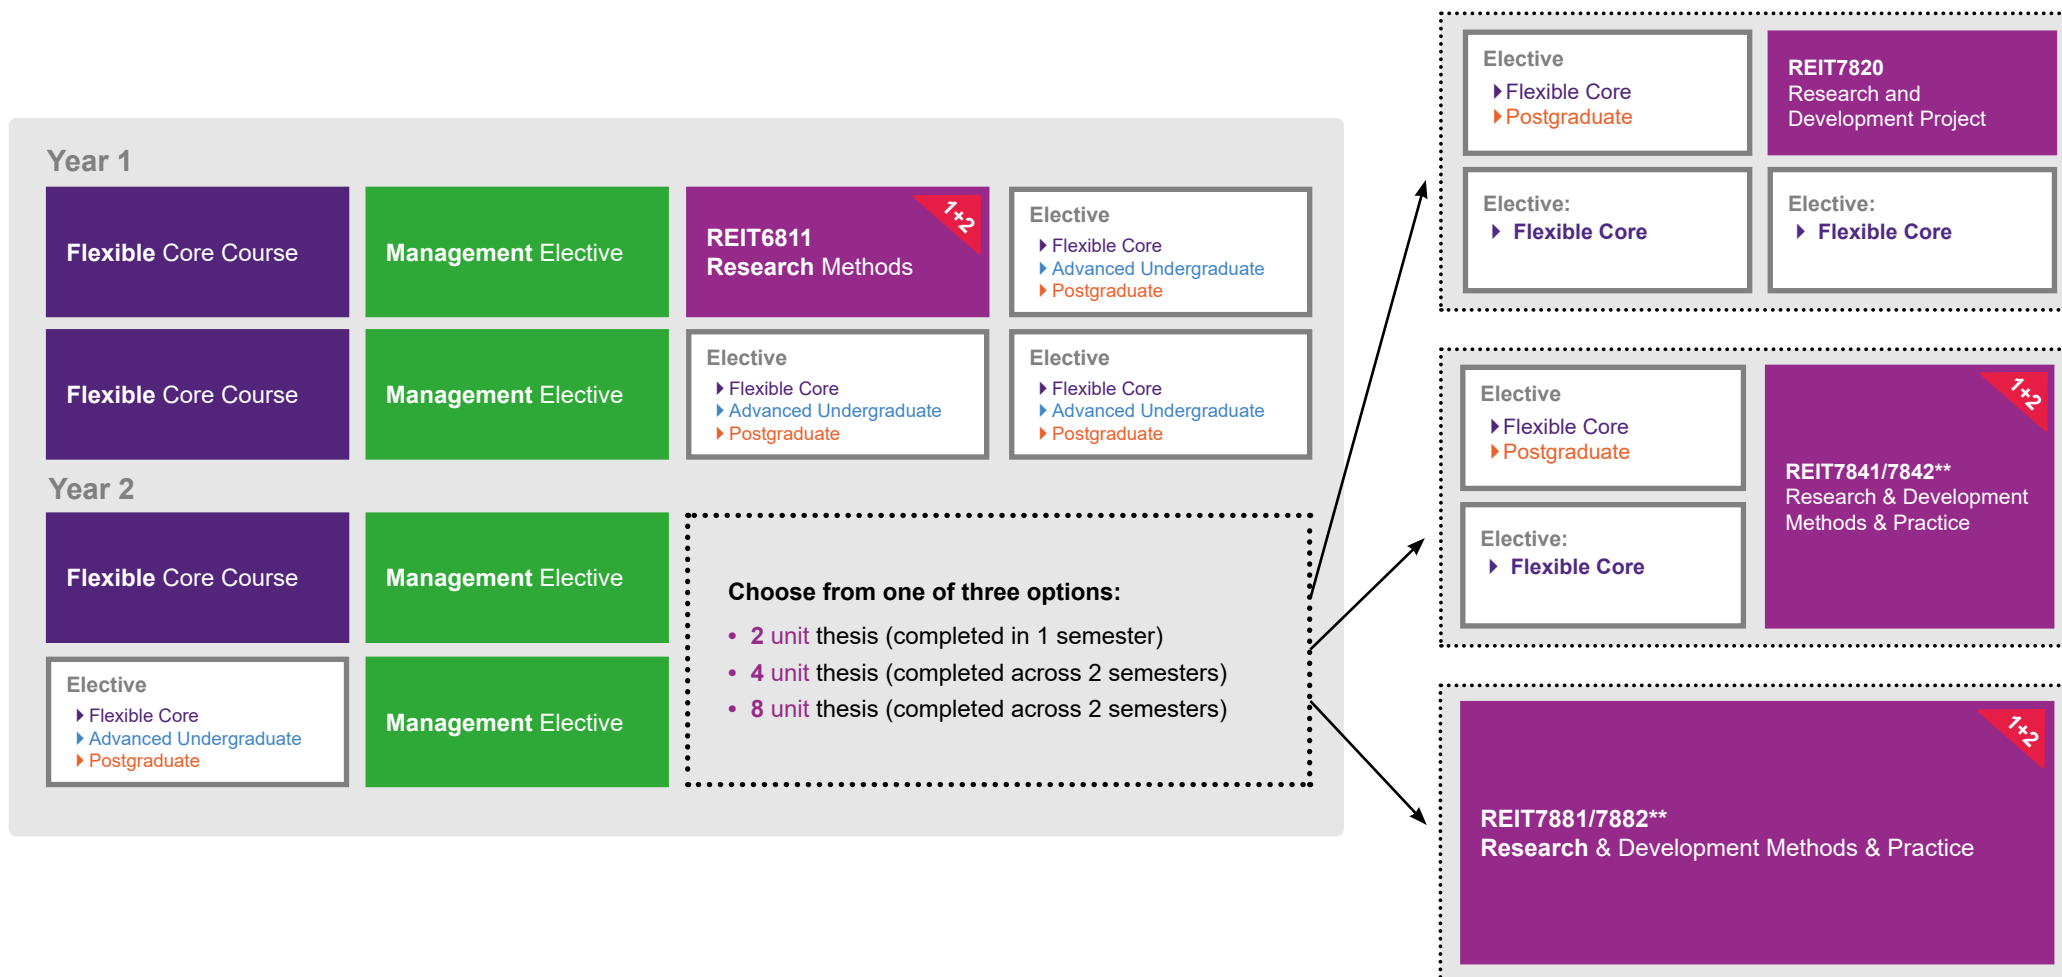 Year 1
Flexible Core Course
Management Elective
REIT6811
Research Methods
1+2
Elective
Flexible Core
Advanced Undergraduate
Postgraduate
Flexible Core Course
Management Elective
Elective
Flexible Core
Advanced Undergraduate
Postgraduate
Elective
Flexible Core
Advanced Undergraduate
Postgraduate
Year 2
Flexible Core Course
Management Elective
Elective
Flexible Core
Advanced Undergraduate
Postgraduate
Management Elective
Choose from one of three options:
• 2 unit thesis (completed in 1 semester)
• 4 unit thesis (completed across 2 semesters)
• 8 unit thesis (completed across 2 semesters)
Elective
Flexible Core
Postgraduate
REIT7820
Research and
Development Project
Elective:
Flexible Core
Elective:
Flexible Core
Elective
Flexible Core
Postgraduate
Elective:
Flexible Core
1+2
REIT7841/7842**
Research & Development
Methods & Practice
1+2
REIT7881/7882**
Research & Development Methods & Practice